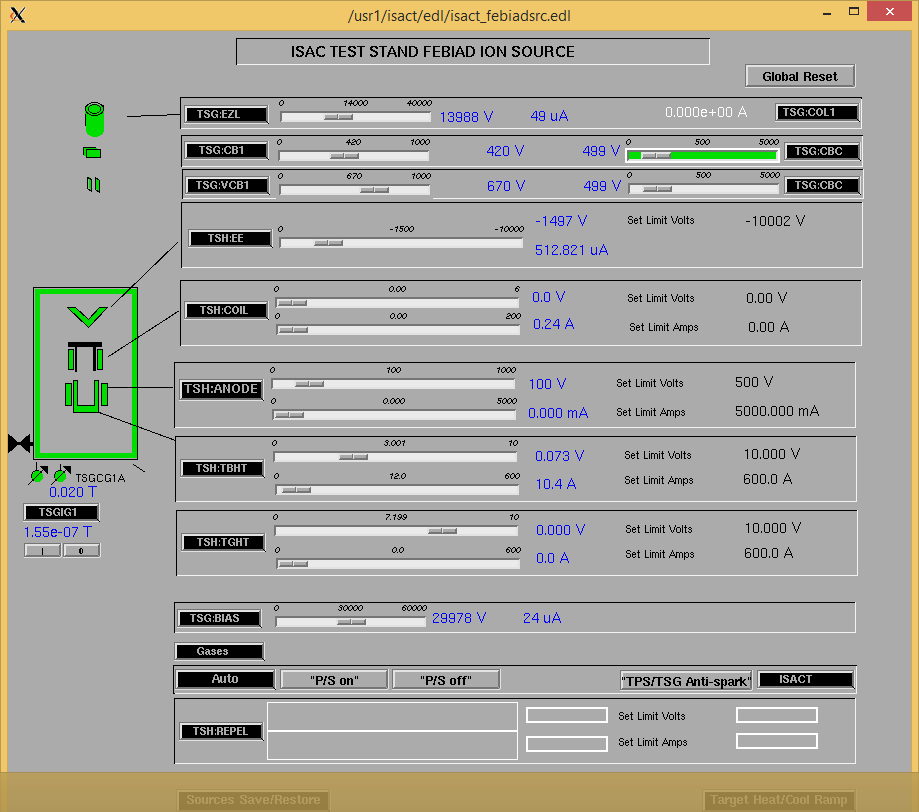 /usr1/isact/edl/isact_febiadsrc.edl
ISAC TEST STAND FEBIAD ION SOURCE
Global Reset
TSG:EZL 0 14000 40000 13988 V 49 uA 0.000e+00 A TSG:COL1
TSG:CB1 0 420 1000 420 V 499 V 0 500 5000 TSG:CBC
TSG:VCB1 0 670 1000 670 V 499 V 0 500 5000 TSG:CBC
TSH:EE 0 -1500 -10000 -1497 V Set Limit Volts -10002 V
512.821 uA
TSH:COIL 0 0.00 6 0.0 V Set Limit Volts 0.00 V
0 0.00 200 0.24 A Set Limit Amps 0.00 A
TSH:ANODE 0 100 1000 100 V Set Limit Volts 500 V
0 0.000 5000 0.000 mA Set Limit Amps 5000.000 mA
TSH:TBHT 0 3.001 10 0.073 V Set Limit Volts 10.000 V
0 12.0 600 10.4 A Set Limit Amps 600.0 A
TSGCG1A
0.020 T
TSGIG1
1.55e-07 T
I 0
TSH:TGHT 0 7.199 10 0.000 V Set Limit Volts 10.000 V
0 0.0 600 0.0 A Set Limit Amps 600.0 A
TSG:BIAS 0 30000 60000 29978 V 24 uA
Gases
Auto "P/S on" "P/S off" "TPS/TSG Anti-spark" ISACT
TSH:REPEL Set Limit Volts
Set Limit Amps
Sources Save/Restore Target Heat/Cool Ramp